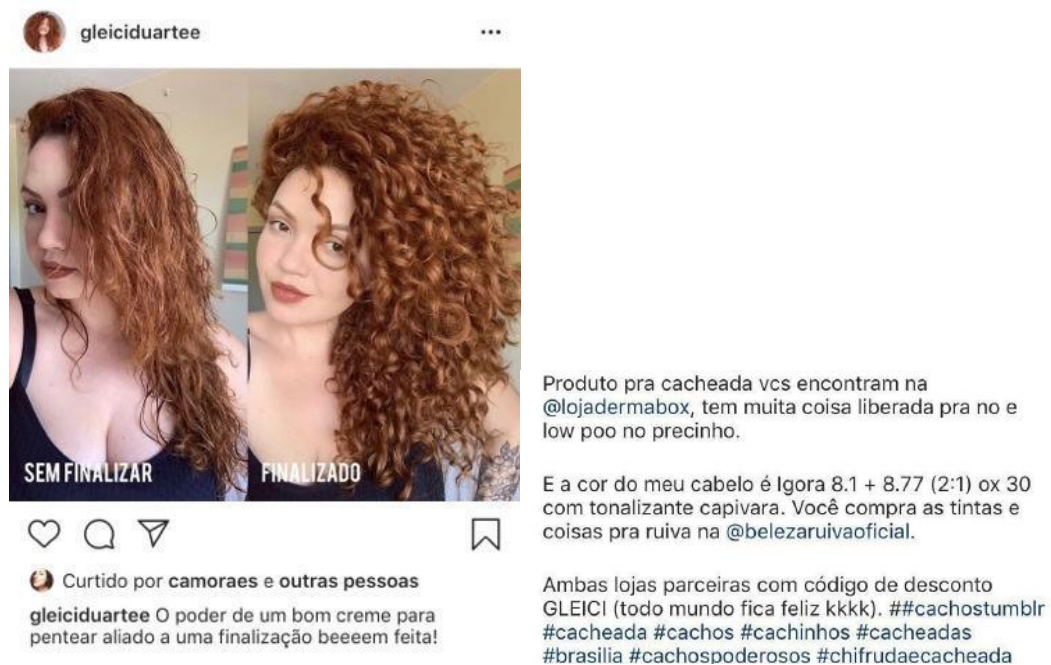 gleiciduartee
SEM FINALIZAR
FINALIZADO
Curtido por camoraes e outras pessoas
gleiciduartee O poder de um bom creme para
pentear aliado a uma finalização beeeem feita!
Produto pra cacheada vcs encontram na
@lojadermabox, tem muita coisa liberada pra no e
low poo no precinho.
E a cor do meu cabelo é Igora 8.1 + 8.77 (2:1) ox 30
com tonalizante capivara. Você compra as tintas e
coisas pra ruiva na @belezaruivaoficial.
Ambas lojas parceiras com código de desconto
GLEICI (todo mundo fica feliz kkkk). ##cachostumblr
#cacheada #cachos #cachinhos #cacheadas
#brasilia #cachospoderosos #chifrudaecacheada